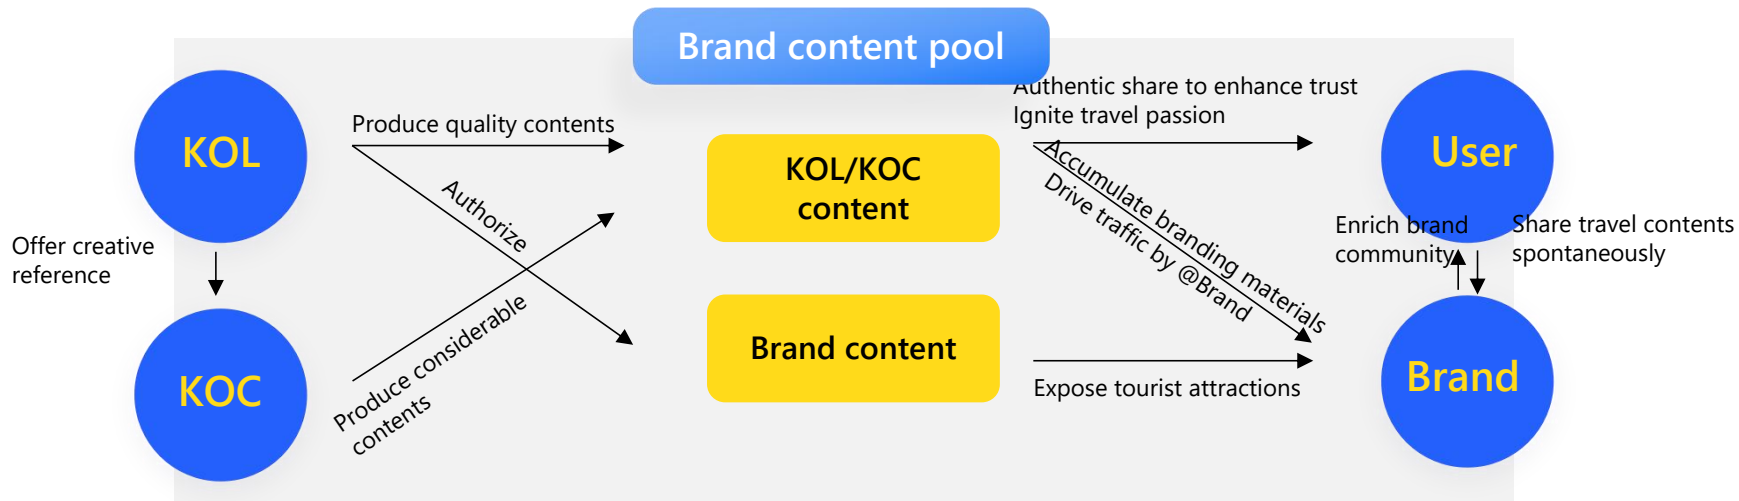 Brand content pool
KOL
Offer creative
reference
KOC
Produce quality contents
Authorize
Produce considerable
contents
KOL/KOC
content
Brand content
Authentic share to enhance trust
Ignite travel passion
Accumulate branding materials
Drive traffic by @Brand
Expose tourist attractions
User
Enrich brand
community
Share travel contents
spontaneously
Brand